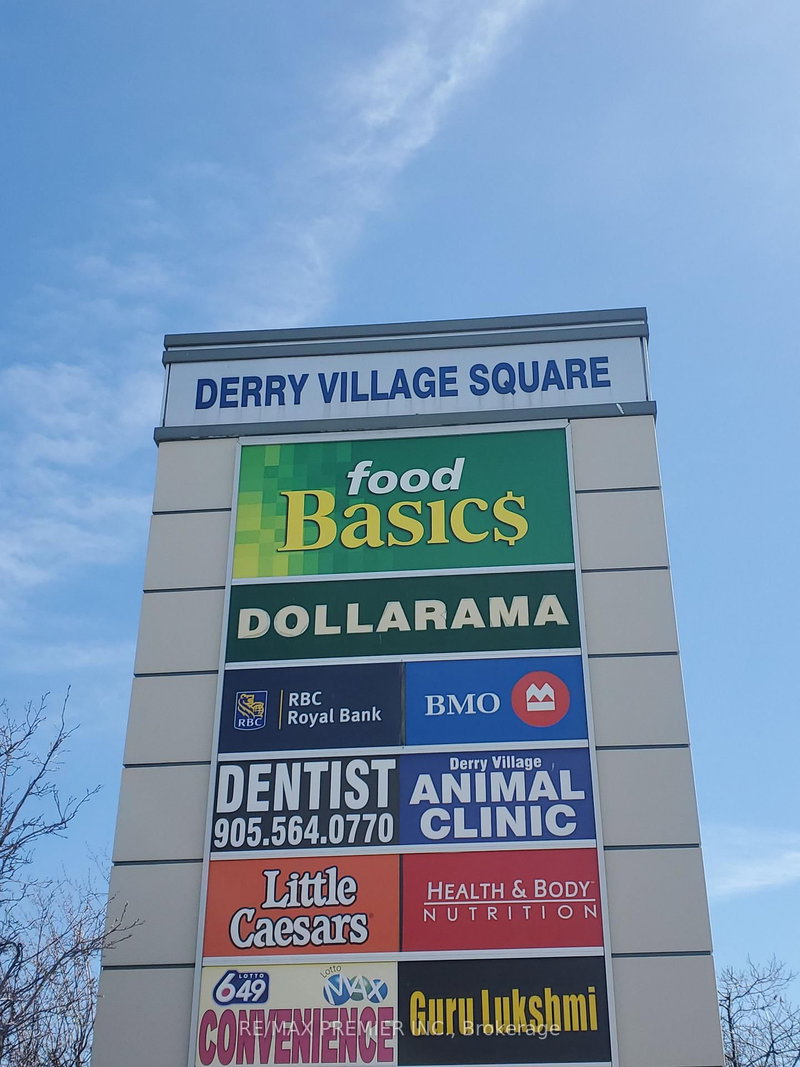 DERRY VILLAGE SQUARE
food
Basic$
DOLLARAMA
RBC
RBC
Royal Bank
BMO
DENTIST
905.564.0770
Derry Village
ANIMAL
CLINIC
Little
Caesars
HEALTH & BODY
NUTRITION
LOTTO
649
Lotto
MAX
CONVENIENCE
Guru Lukshmi
RE/MAX PREMIER INC., Brokerage